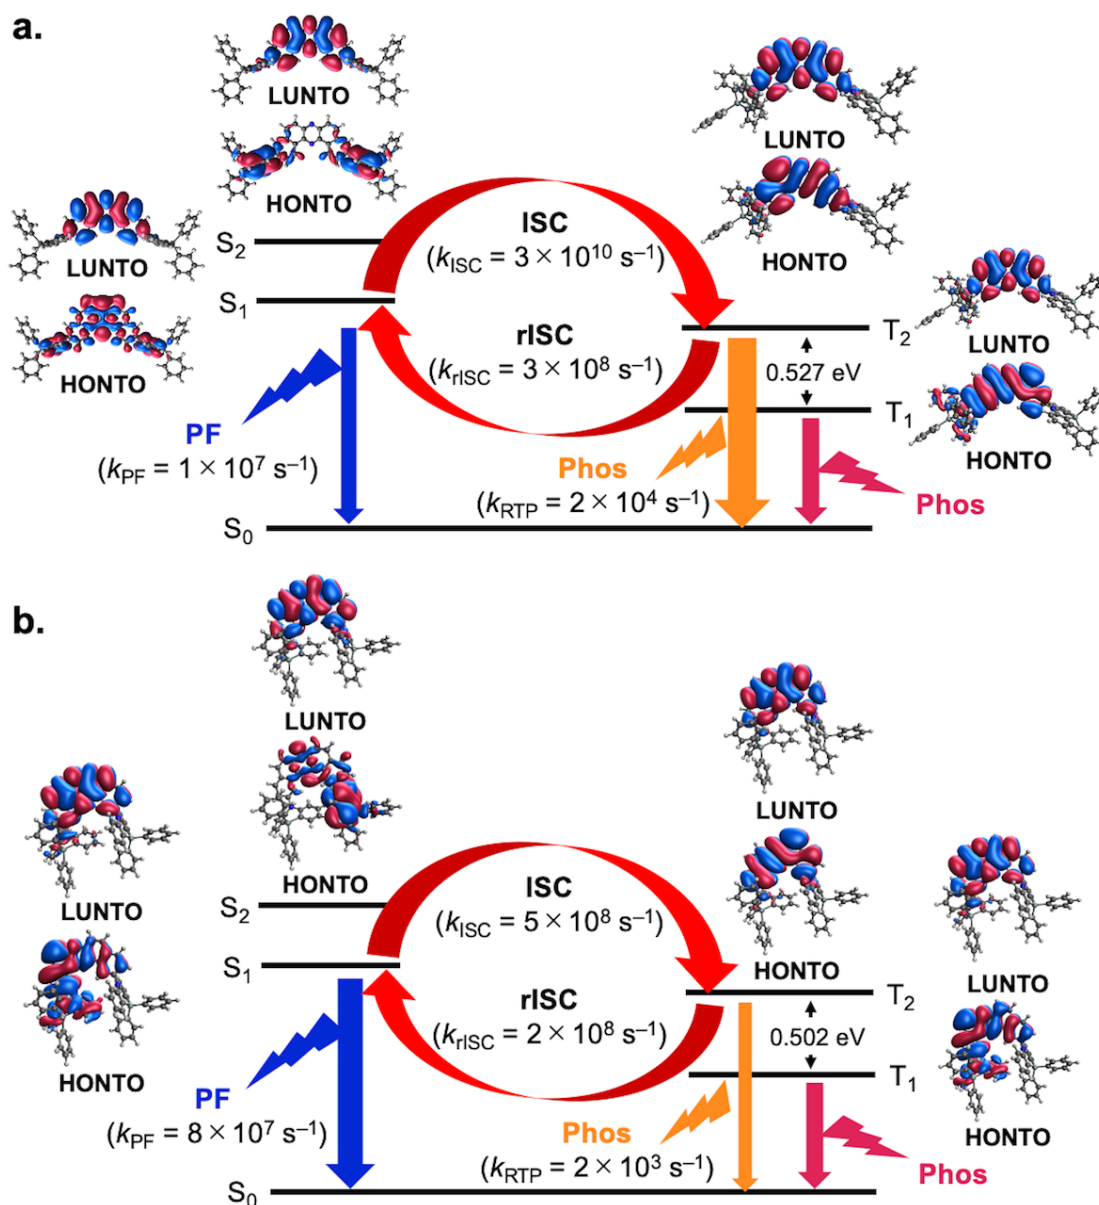 a.
LUNTO
HONTO
LUNTO
HONTO
S2
S1
ISC
(kISC = 3 × 10^10 s^–1)
rISC
(krISC = 3 × 10^8 s^–1)
LUNTO
HONTO
LUNTO
HONTO
T2
0.527 eV
T1
PF
(kPF = 1 × 10^7 s^–1)
Phos
(kRTP = 2 × 10^4 s^–1)
Phos
S0
b.
LUNTO
HONTO
LUNTO
HONTO
S2
S1
ISC
(kISC = 5 × 10^8 s^–1)
rISC
(krISC = 2 × 10^8 s^–1)
LUNTO
HONTO
LUNTO
HONTO
T2
0.502 eV
T1
PF
(kPF = 8 × 10^7 s^–1)
Phos
(kRTP = 2 × 10^3 s^–1)
Phos
S0